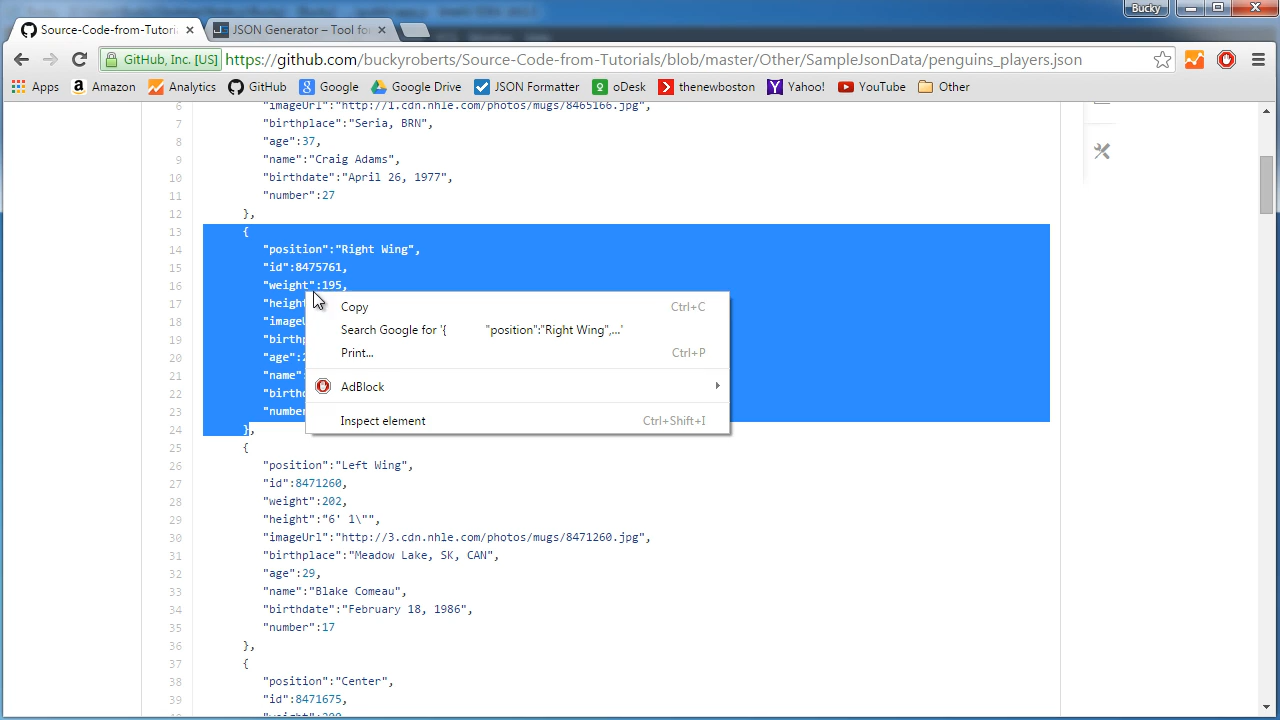 Bucky
Source-Code-from-Tutoria
JSON Generator – Tool for
GitHub, Inc. [US]
https://github.com/buckyroberts/Source-Code-from-Tutorials/blob/master/Other/SampleJsonData/penguins_players.json
Apps Amazon Analytics GitHub Google Google Drive JSON Formatter oDesk thenewboston Yahoo! YouTube Other
6 "imageUrl":"http://1.cdn.nhle.com/photos/mugs/8465166.jpg",
7 "birthplace":"Seria, BRN",
8 "age":37,
9 "name":"Craig Adams",
10 "birthdate":"April 26, 1977",
11 "number":27
12 },
13 {
14 "position":"Right Wing",
15 "id":8475761,
16 "weight":195,
17 "height
18 "image
19 "birthp
20 "age":2
21 "name":
22 "birthd
23 "number
24 },
Copy Ctrl+C
Search Google for '{ "position":"Right Wing",...'
Print... Ctrl+P
AdBlock
Inspect element Ctrl+Shift+I
25 {
26 "position":"Left Wing",
27 "id":8471260,
28 "weight":202,
29 "height":"6' 1\"",
30 "imageUrl":"http://3.cdn.nhle.com/photos/mugs/8471260.jpg",
31 "birthplace":"Meadow Lake, SK, CAN",
32 "age":29,
33 "name":"Blake Comeau",
34 "birthdate":"February 18, 1986",
35 "number":17
36 },
37 {
38 "position":"Center",
39 "id":8471675,